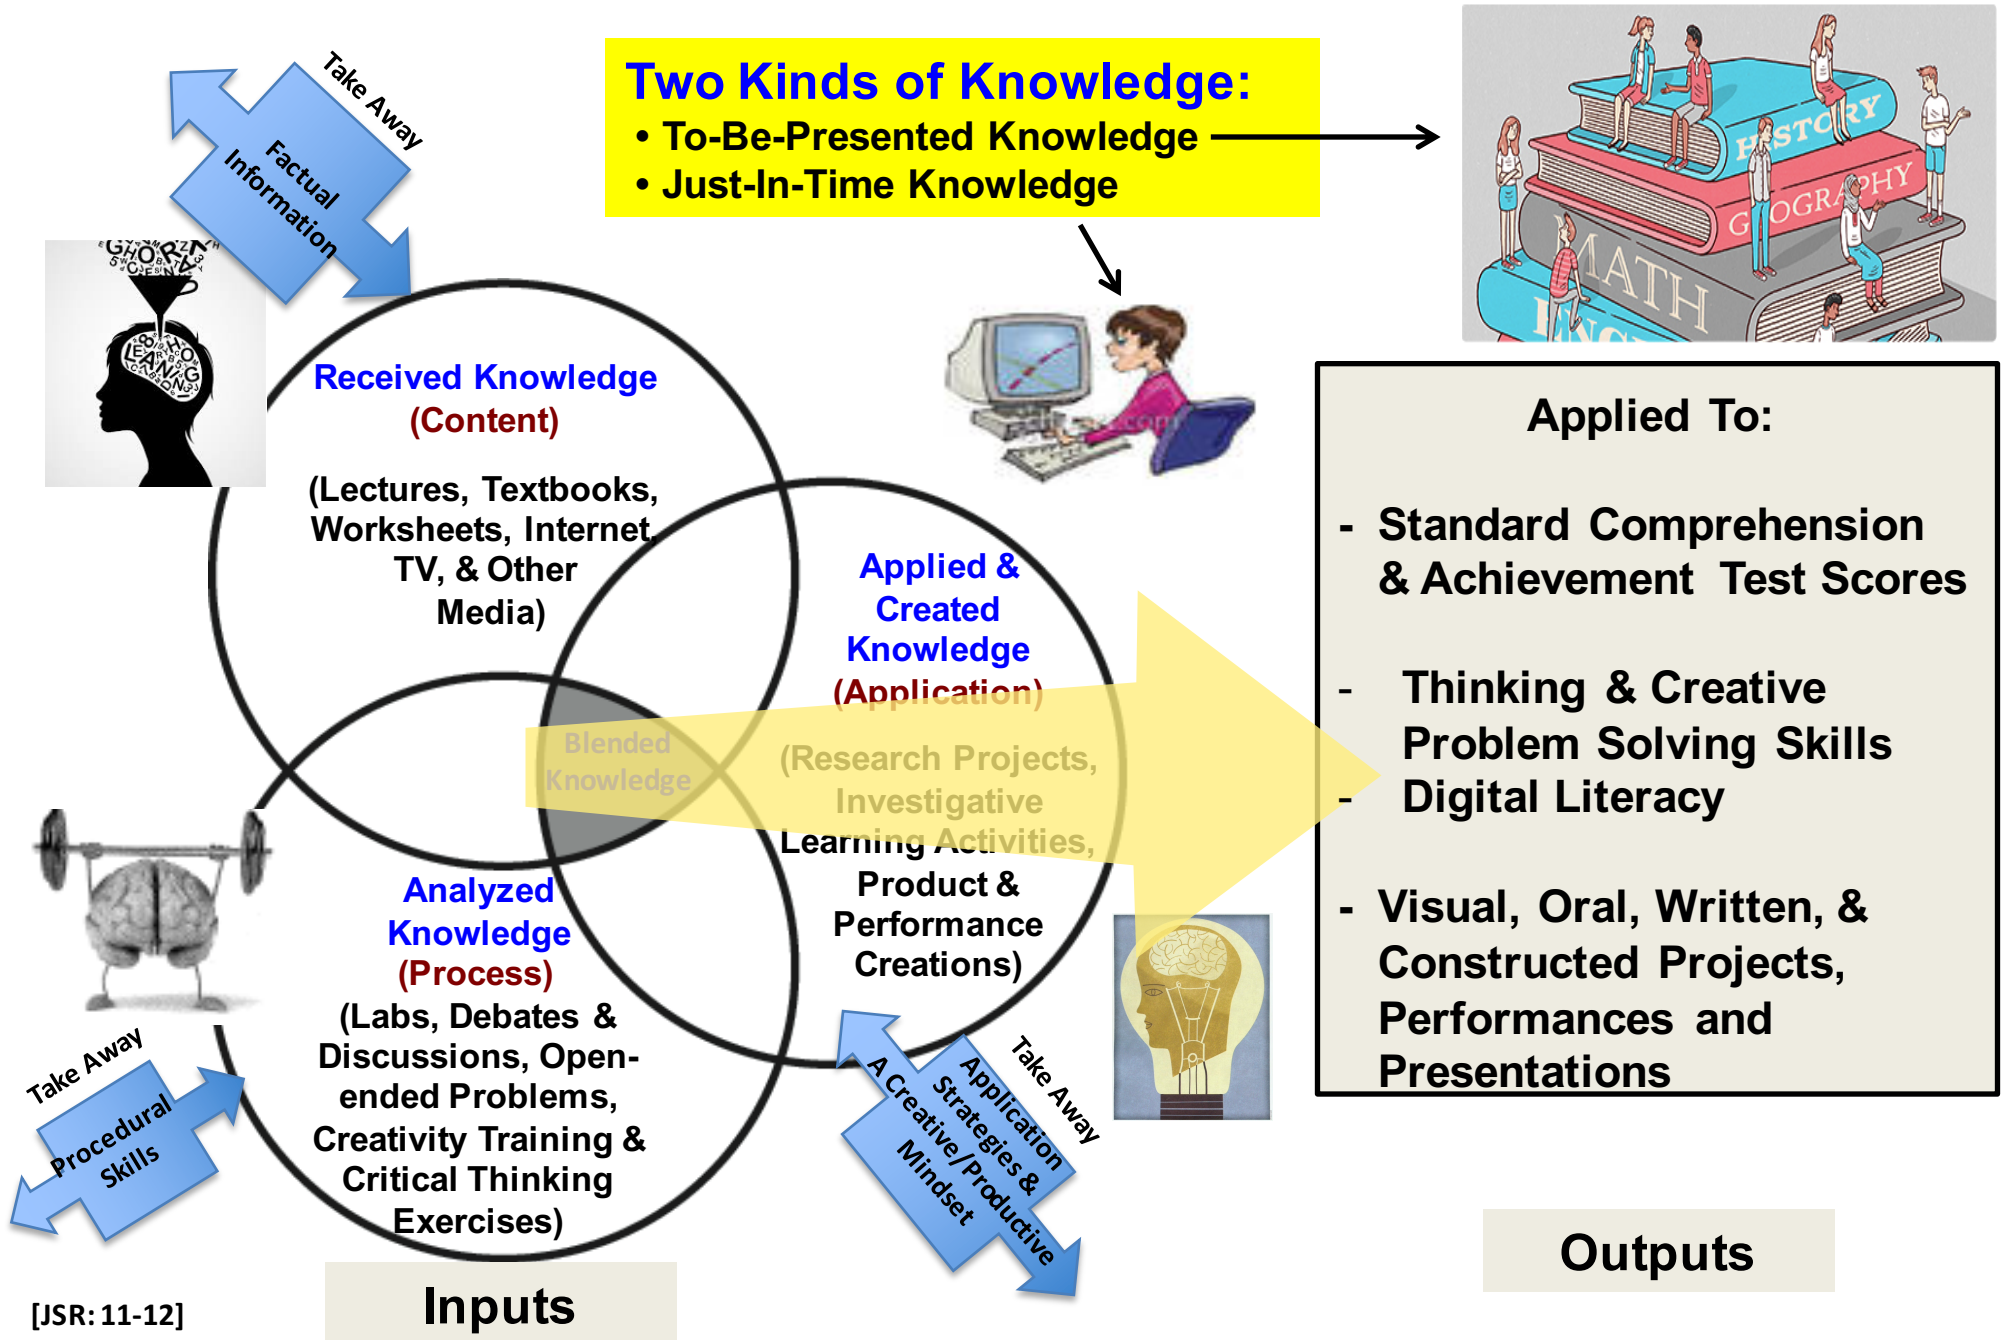 Take Away
Factual
Information
Two Kinds of Knowledge:
• To-Be-Presented Knowledge
• Just-In-Time Knowledge
HISTORY
GEOGRAPHY
MATH
LEARNING
Received Knowledge
(Content)
(Lectures, Textbooks,
Worksheets, Internet,
TV, & Other
Media)
Applied &
Created
Knowledge
(Application)
(Research Projects,
Investigative
Learning Activities,
Product &
Performance
Creations)
Blended
Knowledge
Analyzed
Knowledge
(Process)
(Labs, Debates &
Discussions, Open-
ended Problems,
Creativity Training &
Critical Thinking
Exercises)
Take Away
Procedural
Skills
Take Away
Application
Strategies &
A Creative/Productive
Mindset
Applied To:
- Standard Comprehension
& Achievement Test Scores
- Thinking & Creative
Problem Solving Skills
- Digital Literacy
- Visual, Oral, Written, &
Constructed Projects,
Performances and
Presentations
Inputs
Outputs
[JSR: 11-12]